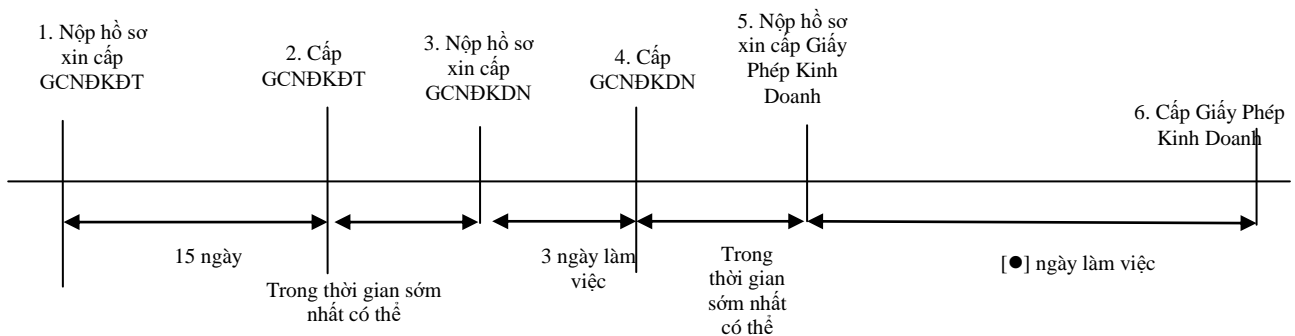 1. Nộp hồ sơ
xin cấp
GCNĐKĐT
2. Cấp
GCNĐKĐT
3. Nộp hồ sơ
xin cấp
GCNĐKDN
4. Cấp
GCNĐKDN
5. Nộp hồ sơ
xin cấp Giấy
Phép Kinh
Doanh
6. Cấp Giấy Phép
Kinh Doanh
15 ngày
Trong thời gian sớm
nhất có thể
3 ngày làm
việc
Trong
thời gian
sớm nhất
có thể
[●] ngày làm việc